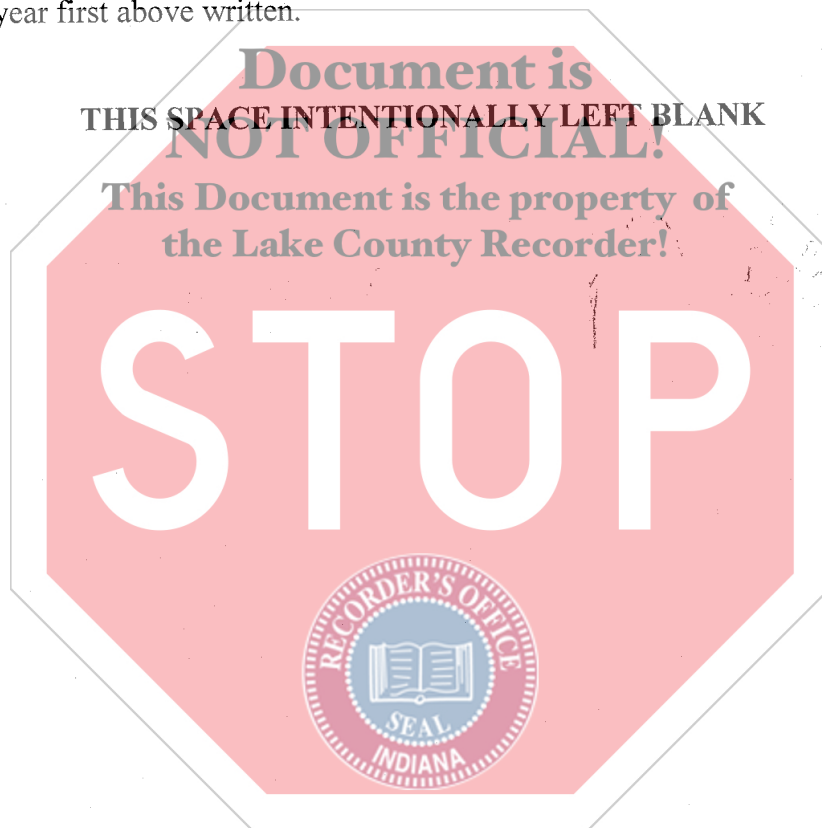 year first above written.
Document is
THIS SPACE INTENTIONALLY LEFT BLANK
NOT OFFICIAL!
This Document is the property of
the Lake County Recorder!
STOP
RECORDER'S OFFICE
SEAL
INDIANA